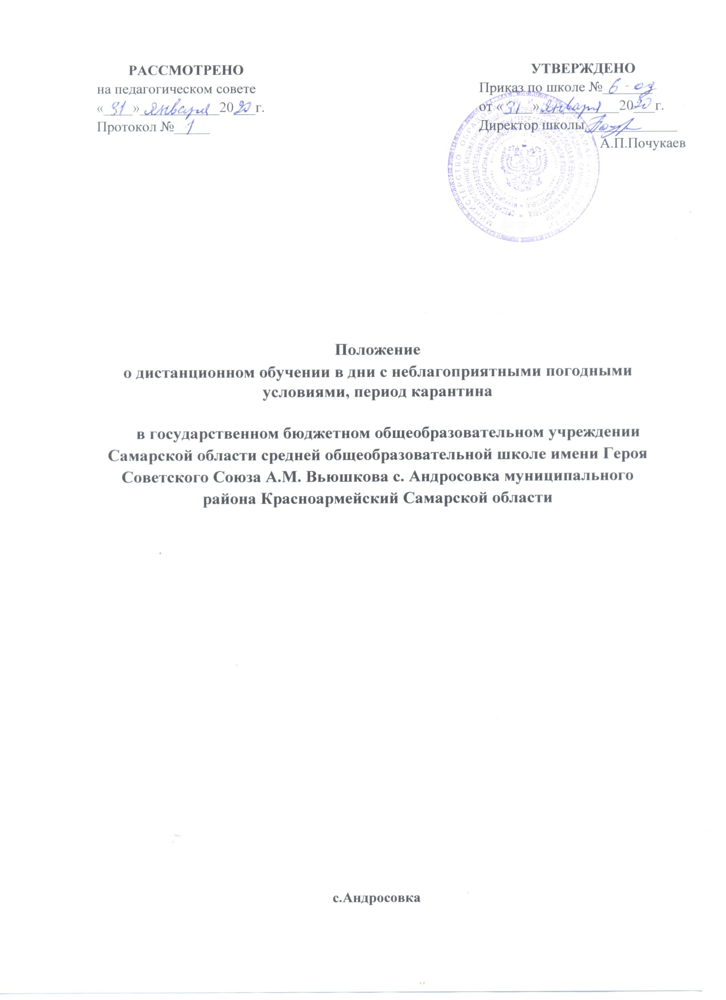 РАССМОТРЕНО
на педагогическом совете
«31» января 2020 г.
Протокол № 1
УТВЕРЖДЕНО
Приказ по школе № 6-од
от «31» января 2020 г.
Директор школы
А.П.Почукаев
Положение
о дистанционном обучении в дни с неблагоприятными погодными
условиями, период карантина
в государственном бюджетном общеобразовательном учреждении
Самарской области средней общеобразовательной школе имени Героя
Советского Союза А.М. Вьюшкова с. Андросовка муниципального
района Красноармейский Самарской области
с.Андросовка